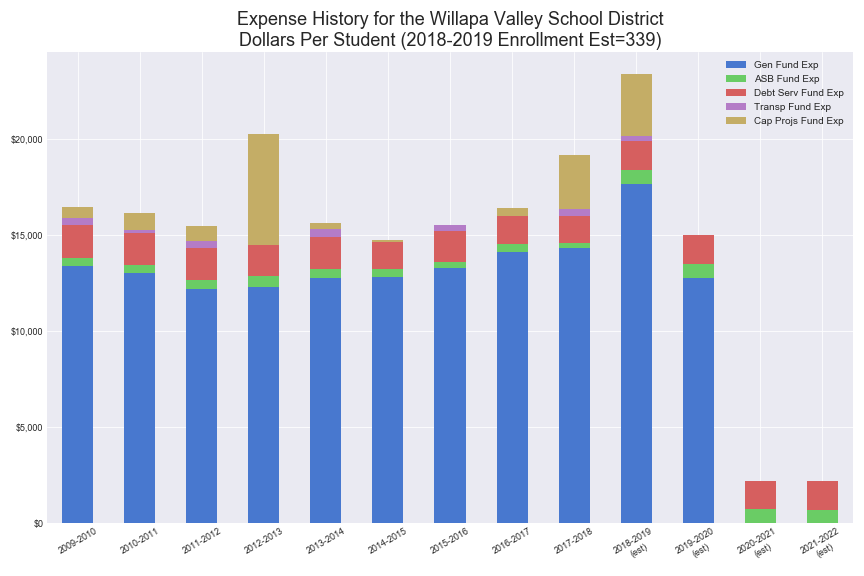 Expense History for the Willapa Valley School District
Dollars Per Student (2018-2019 Enrollment Est=339)
Gen Fund Exp
ASB Fund Exp
Debt Serv Fund Exp
Transp Fund Exp
Cap Projs Fund Exp
$20,000
$15,000
$10,000
$5,000
$0
2009-2010
2010-2011
2011-2012
2012-2013
2013-2014
2014-2015
2015-2016
2016-2017
2017-2018
2018-2019
(est)
2019-2020
(est)
2020-2021
(est)
2021-2022
(est)